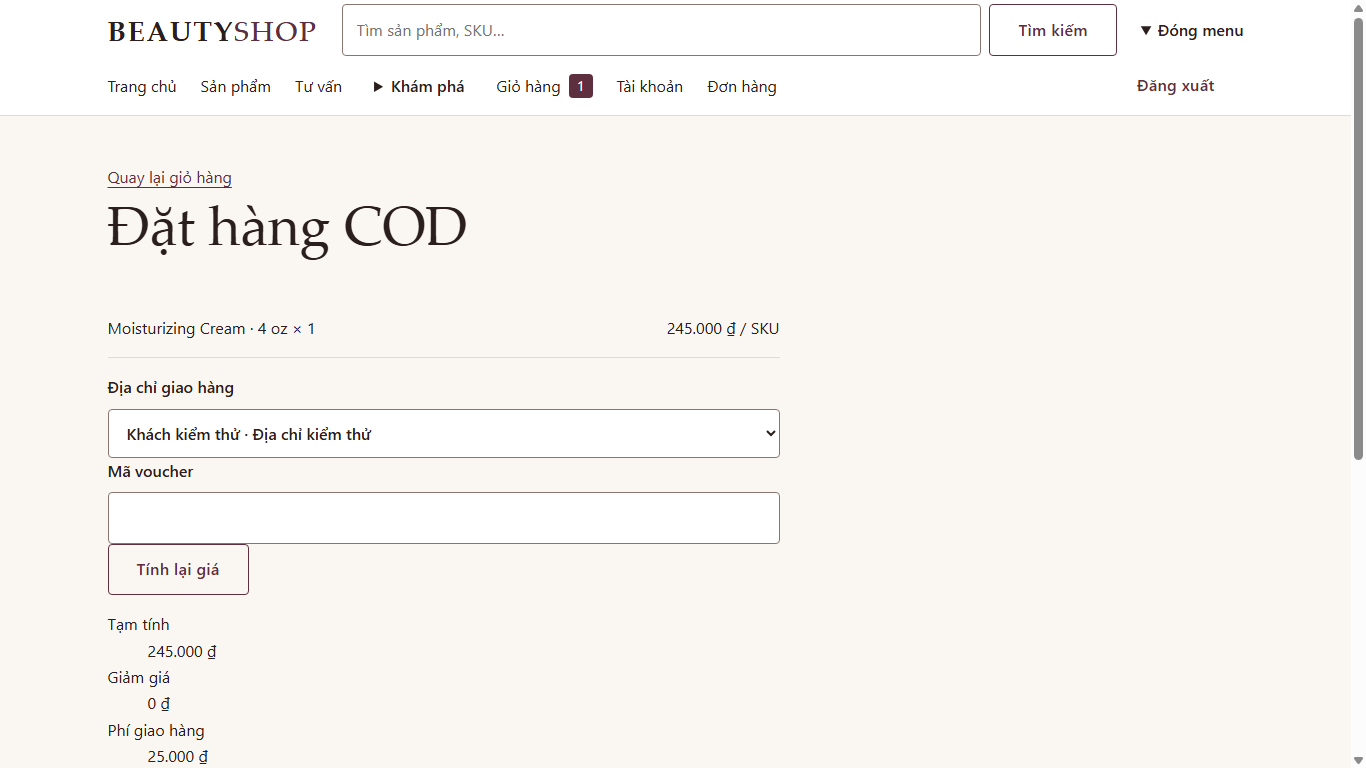 BEAUTYSHOP
Tìm sản phẩm, SKU...
Tìm kiếm
▼ Đóng menu
Trang chủ
Sản phẩm
Tư vấn
▶ Khám phá
Giỏ hàng 1
Tài khoản
Đơn hàng
Đăng xuất
Quay lại giỏ hàng
Đặt hàng COD
Moisturizing Cream · 4 oz × 1
245.000 ₫ / SKU
Địa chỉ giao hàng
Khách kiểm thử · Địa chỉ kiểm thử
Mã voucher
Tính lại giá
Tạm tính
245.000 ₫
Giảm giá
0 ₫
Phí giao hàng
25.000 ₫